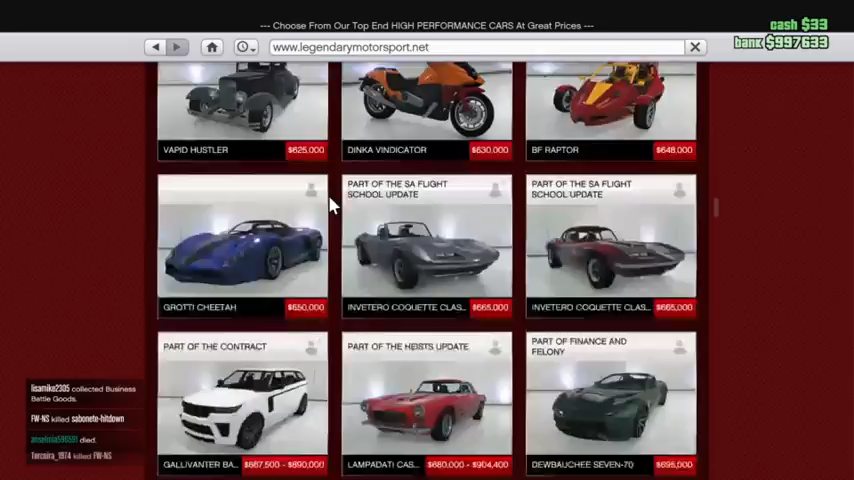 --- Choose From Our Top End HIGH PERFORMANCE CARS At Great Prices ---
cash $33
bank $997633
www.legendarymotorsport.net
VAPID HUSTLER $625,000
DINKA VINDICATOR $630,000
BF RAPTOR $648,000
PART OF THE SA FLIGHT
SCHOOL UPDATE
PART OF THE SA FLIGHT
SCHOOL UPDATE
GROTTI CHEETAH $650,000
INVETERO COQUETTE CLAS... $665,000
INVETERO COQUETTE CLAS... $665,000
PART OF THE CONTRACT
PART OF THE HEISTS UPDATE
PART OF FINANCE AND
FELONY
GALLIVANTER BA... $667,500 - $890,000
LAMPADATI CAS... $680,000 - $904,400
DEWBAUCHEE SEVEN-70 $695,000
lisamike2305 collected Business
Battle Goods.
FW-NS killed sabonete-hitdown
died.
Terceira_1974 killed FW-NS